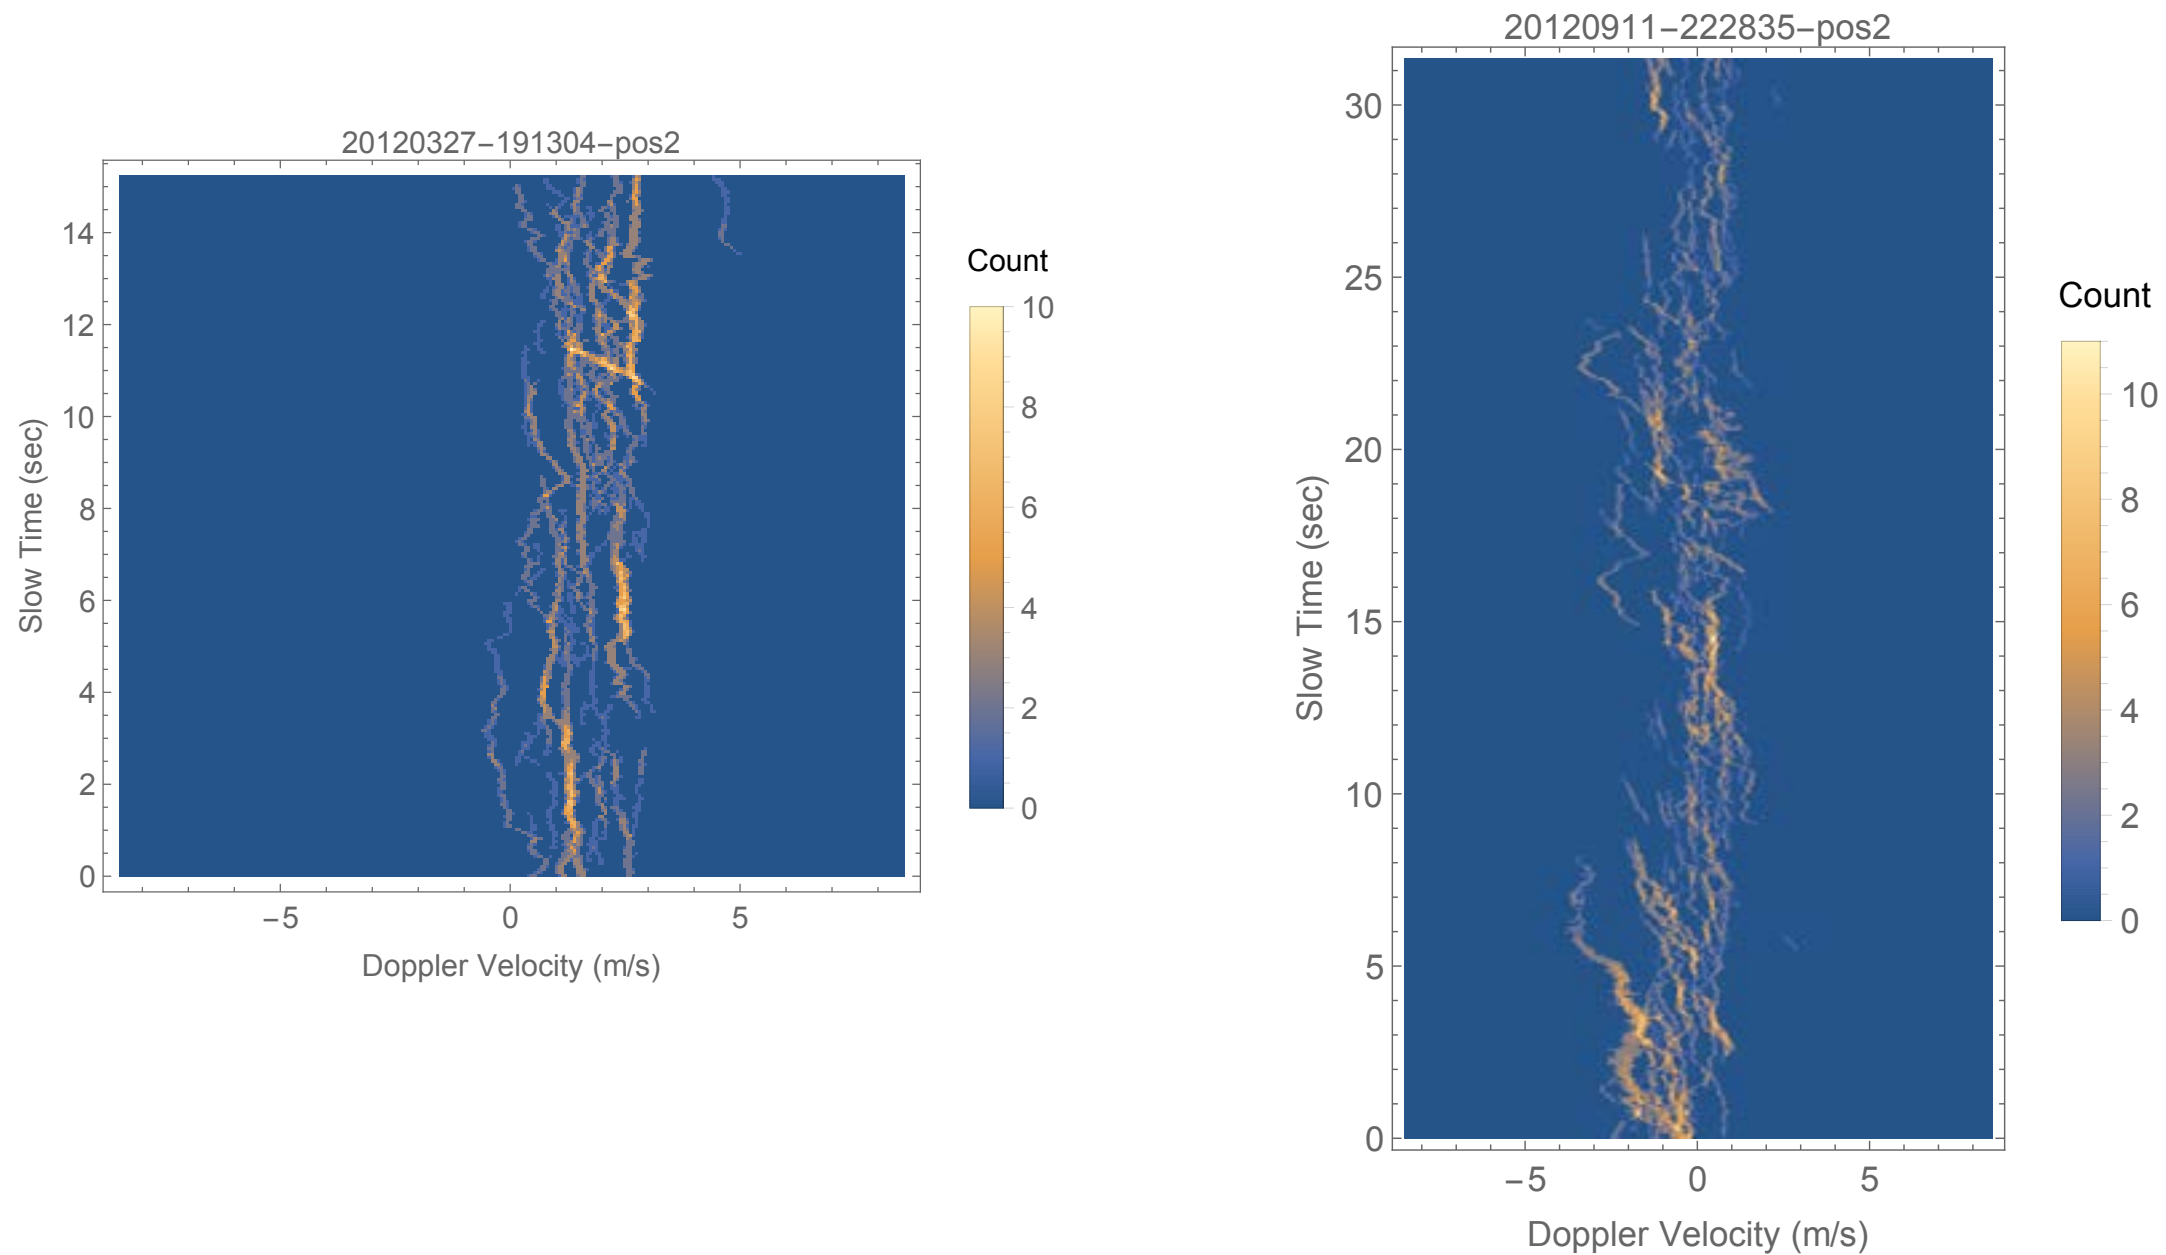 20120327−191304−pos2
14
12
10
8
6
4
2
0
Slow Time (sec)
−5 0 5
Doppler Velocity (m/s)
Count
10
8
6
4
2
0
20120911−222835−pos2
30
25
20
15
10
5
0
Slow Time (sec)
−5 0 5
Doppler Velocity (m/s)
Count
10
8
6
4
2
0